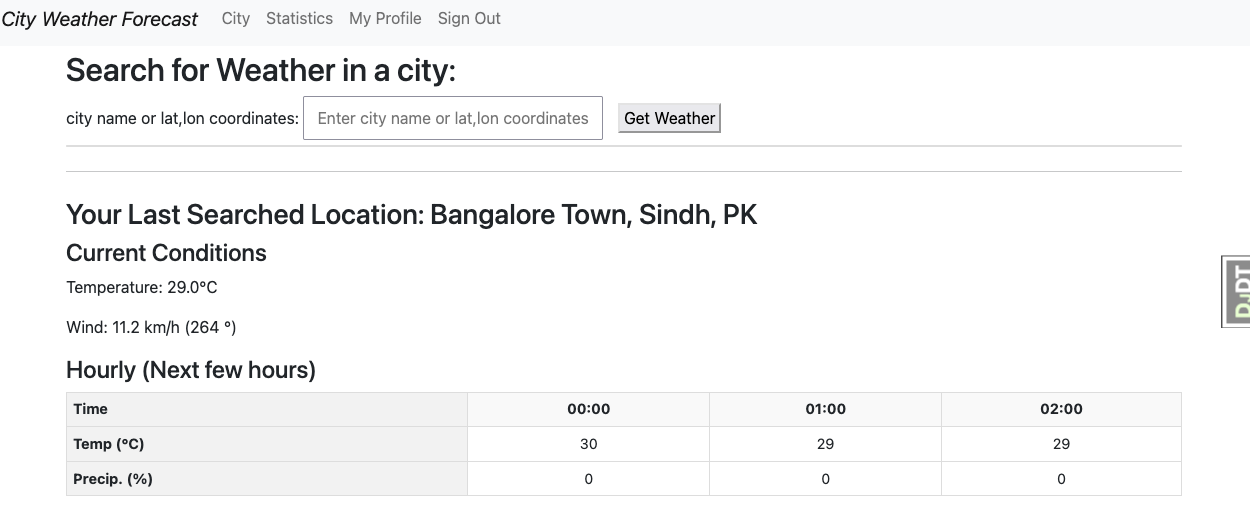 City Weather Forecast City Statistics My Profile Sign Out
Search for Weather in a city:
city name or lat,lon coordinates: Enter city name or lat,lon coordinates Get Weather
Your Last Searched Location: Bangalore Town, Sindh, PK
Current Conditions
Temperature: 29.0°C
Wind: 11.2 km/h (264 °)
Hourly (Next few hours)
Time 00:00 01:00 02:00
Temp (°C) 30 29 29
Precip. (%) 0 0 0
DJDT